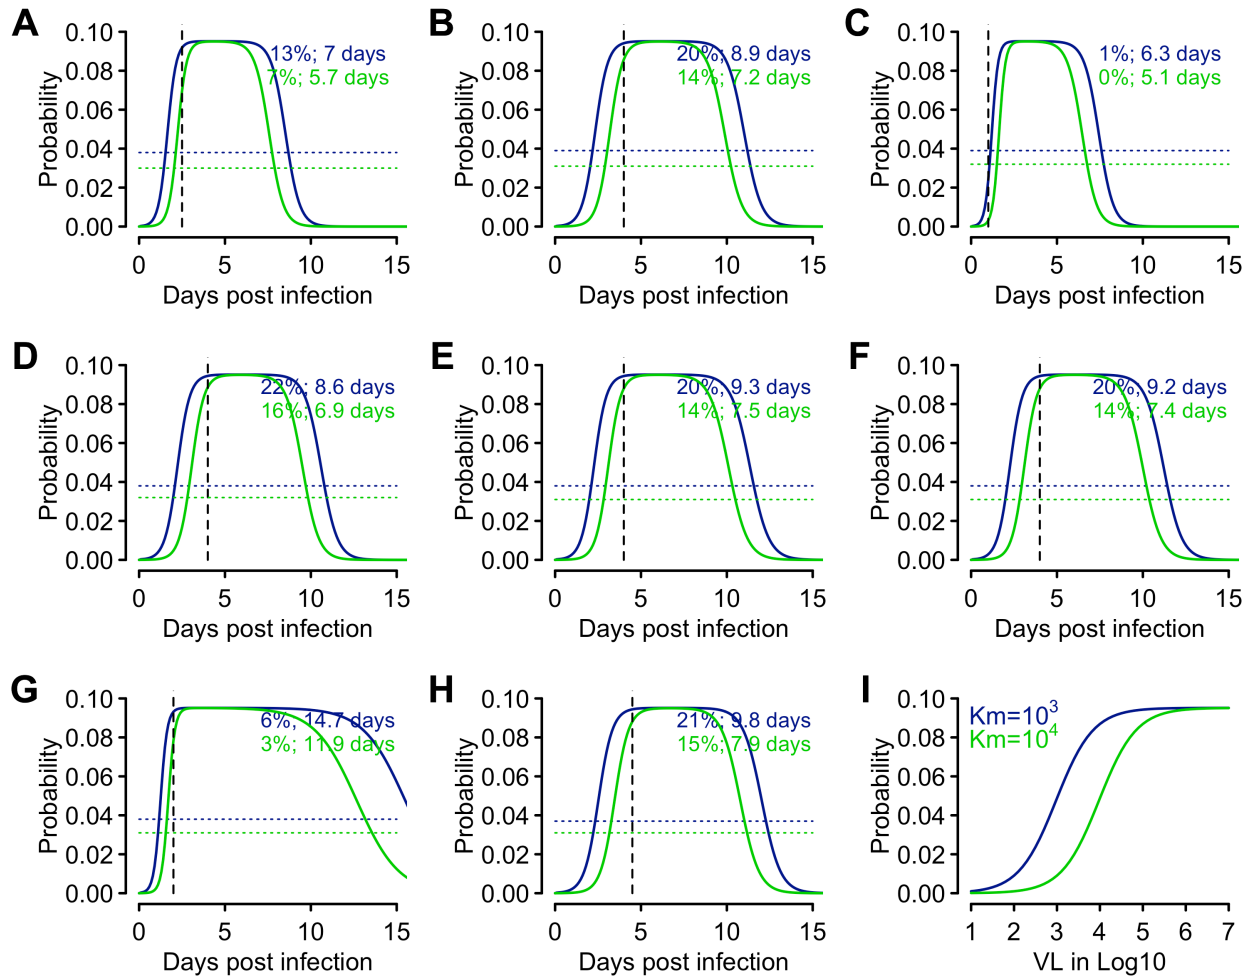 A
Probability
0.10
0.08
0.06
0.04
0.02
0.00
13%; 7 days
7%; 5.7 days
0 5 10 15
Days post infection
B
Probability
0.10
0.08
0.06
0.04
0.02
0.00
20%; 8.9 days
14%; 7.2 days
0 5 10 15
Days post infection
C
Probability
0.10
0.08
0.06
0.04
0.02
0.00
1%; 6.3 days
0%; 5.1 days
0 5 10 15
Days post infection
D
Probability
0.10
0.08
0.06
0.04
0.02
0.00
22%; 8.6 days
16%; 6.9 days
0 5 10 15
Days post infection
E
Probability
0.10
0.08
0.06
0.04
0.02
0.00
20%; 9.3 days
14%; 7.5 days
0 5 10 15
Days post infection
F
Probability
0.10
0.08
0.06
0.04
0.02
0.00
20%; 9.2 days
14%; 7.4 days
0 5 10 15
Days post infection
G
Probability
0.10
0.08
0.06
0.04
0.02
0.00
6%; 14.7 days
3%; 11.9 days
0 5 10 15
Days post infection
H
Probability
0.10
0.08
0.06
0.04
0.02
0.00
21%; 9.8 days
15%; 7.9 days
0 5 10 15
Days post infection
I
Probability
0.10
0.08
0.06
0.04
0.02
0.00
Km=10³
Km=10⁴
1 2 3 4 5 6 7
VL in Log10